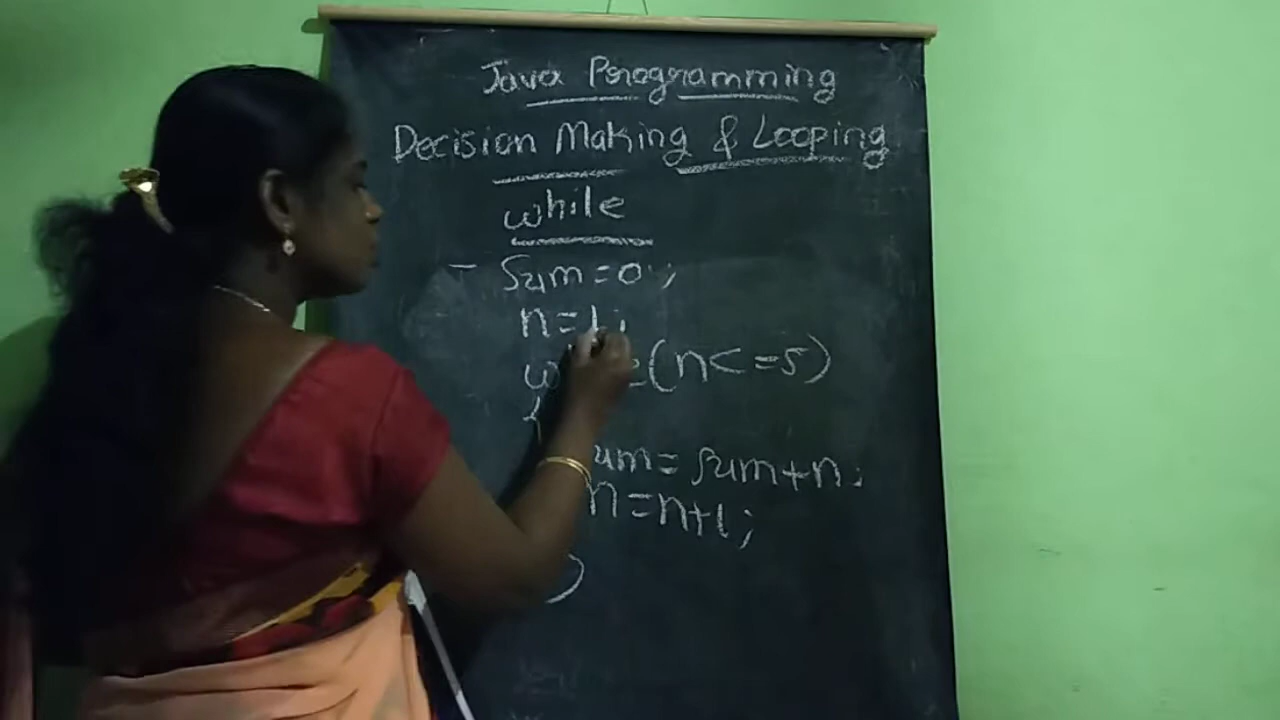 Java Programming
Decision Making & Looping
while
- Sum=0;
n=1;
(n<=5)
{
um=sum+n;
n=n+1;
}